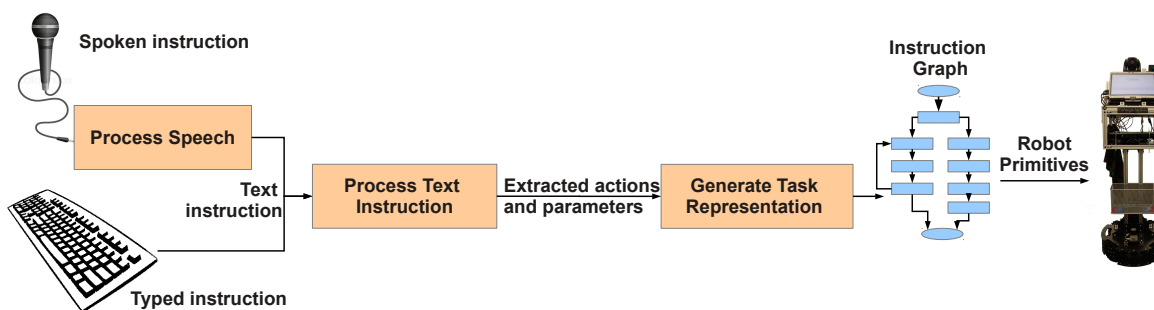 Spoken instruction
Process Speech
Text
instruction
Typed instruction
Process Text
Instruction
Extracted actions
and parameters
Generate Task
Representation
Instruction
Graph
Robot
Primitives